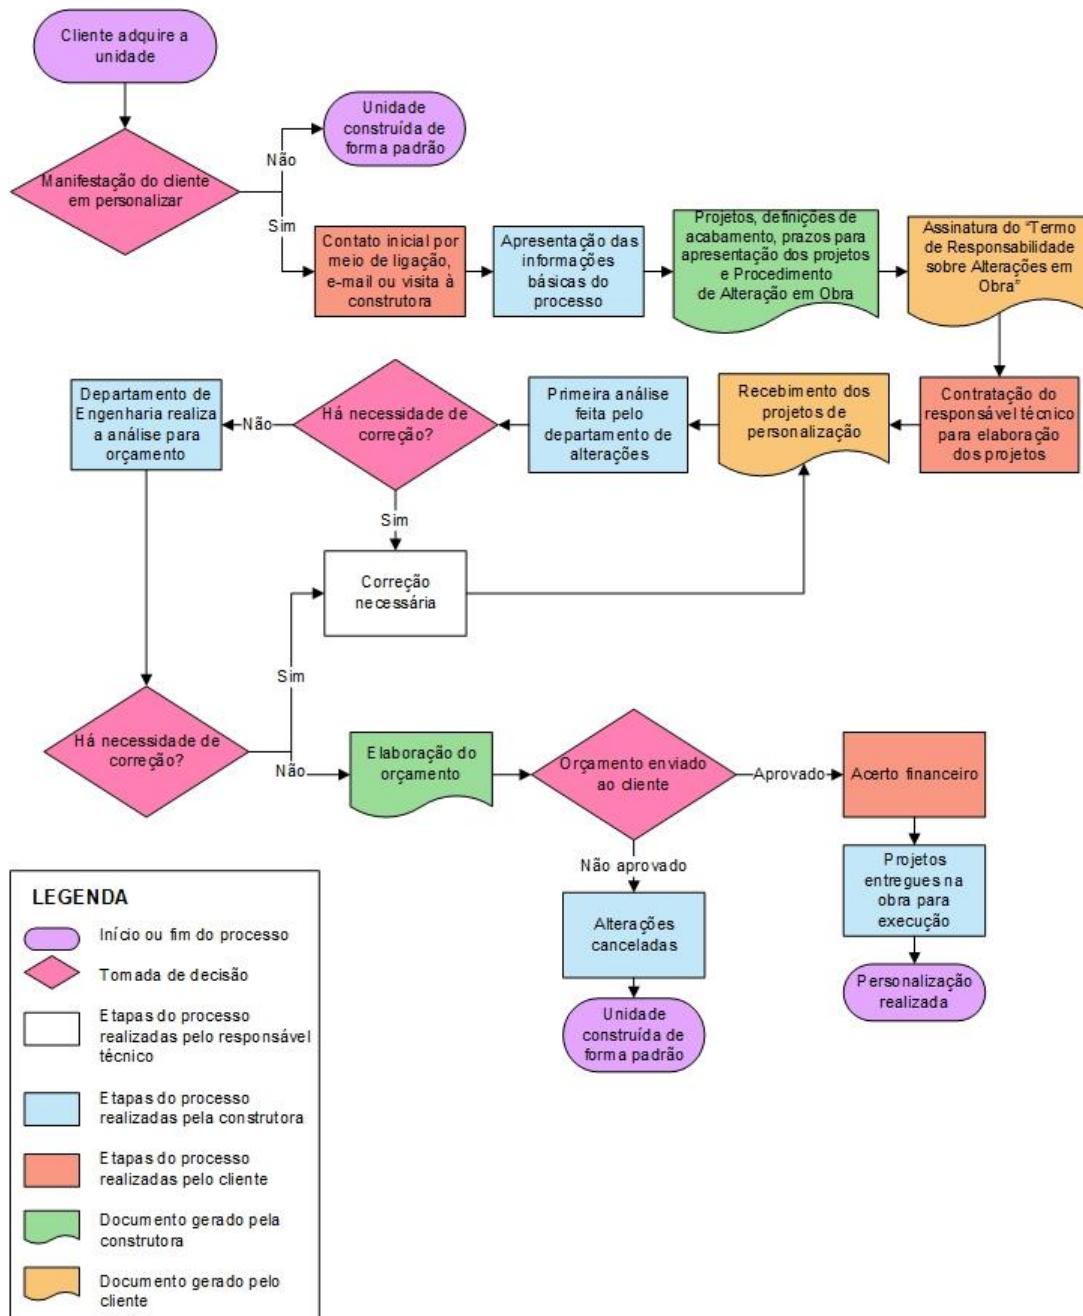 Cliente adquire a
unidade
Unidade
construída de
forma padrão
Não
Manifestação do cliente
em personalizar
Sim
Contato inicial por
meio de ligação,
e-mail ou visita à
construtora
Apresentação das
informações
básicas do
processo
Projetos, definições de
acabamento, prazos para
apresentação dos projetos
e Procedimento
de Alteração em Obra
Assinatura do "Termo
de Responsabilidade
sobre Alterações em
Obra"
Departamento de
Engenharia realiza
a análise para
orçamento
Não
Há necessidade de
correção?
Primeira análise
feita pelo
departamento de
alterações
Recebimento dos
projetos de
personalização
Contratação do
responsável técnico
para elaboração
dos projetos
Sim
Correção
necessária
Sim
Há necessidade de
correção?
Não
Elaboração do
orçamento
Orçamento enviado
ao cliente
Aprovado
Acerto financeiro
Não aprovado
Projetos
entregues na
obra para
execução
Alterações
canceladas
Personalização
realizada
Unidade
construída de
forma padrão
LEGENDA
Início ou fim do processo
Tomada de decisão
Etapas do processo
realizadas pelo responsável
técnico
Etapas do processo
realizadas pela construtora
Etapas do processo
realizadas pelo cliente
Documento gerado pela
construtora
Documento gerado pelo
cliente